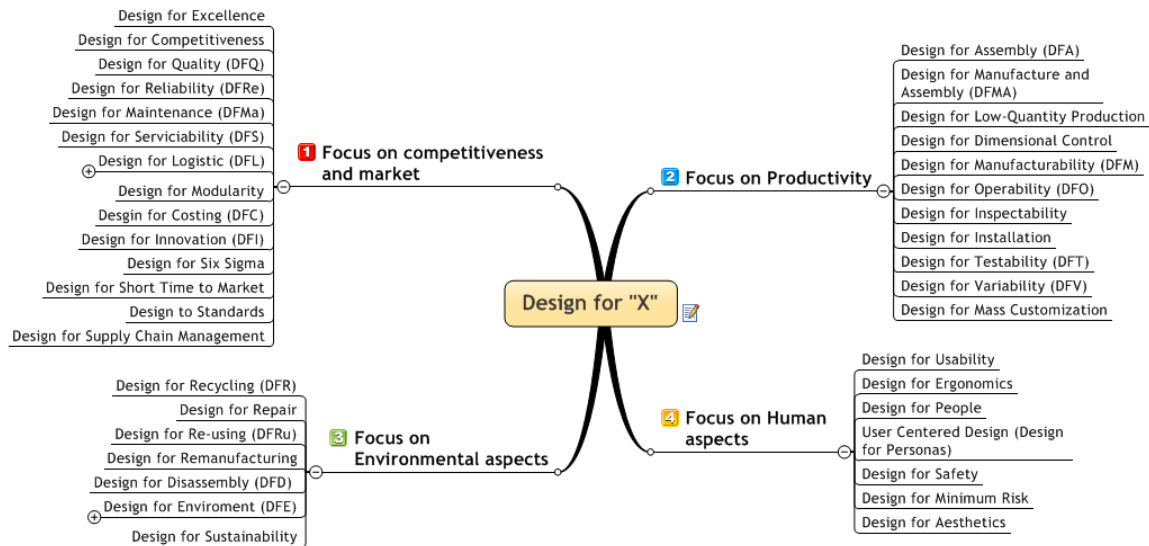 Design for "X"
1 Focus on competitiveness
and market
Design for Excellence
Design for Competitiveness
Design for Quality (DFQ)
Design for Reliability (DFRe)
Design for Maintenance (DFMa)
Design for Serviciability (DFS)
Design for Logistic (DFL)
Design for Modularity
Desgin for Costing (DFC)
Design for Innovation (DFI)
Design for Six Sigma
Design for Short Time to Market
Design to Standards
Design for Supply Chain Management
2 Focus on Productivity
Design for Assembly (DFA)
Design for Manufacture and
Assembly (DFMA)
Design for Low-Quantity Production
Design for Dimensional Control
Design for Manufacturability (DFM)
Design for Operability (DFO)
Design for Inspectability
Design for Installation
Design for Testability (DFT)
Design for Variability (DFV)
Design for Mass Customization
3 Focus on
Environmental aspects
Design for Recycling (DFR)
Design for Repair
Design for Re-using (DFRu)
Design for Remanufacturing
Design for Disassembly (DFD)
Design for Enviroment (DFE)
Design for Sustainability
4 Focus on Human
aspects
Design for Usability
Design for Ergonomics
Design for People
User Centered Design (Design
for Personas)
Design for Safety
Design for Minimum Risk
Design for Aesthetics